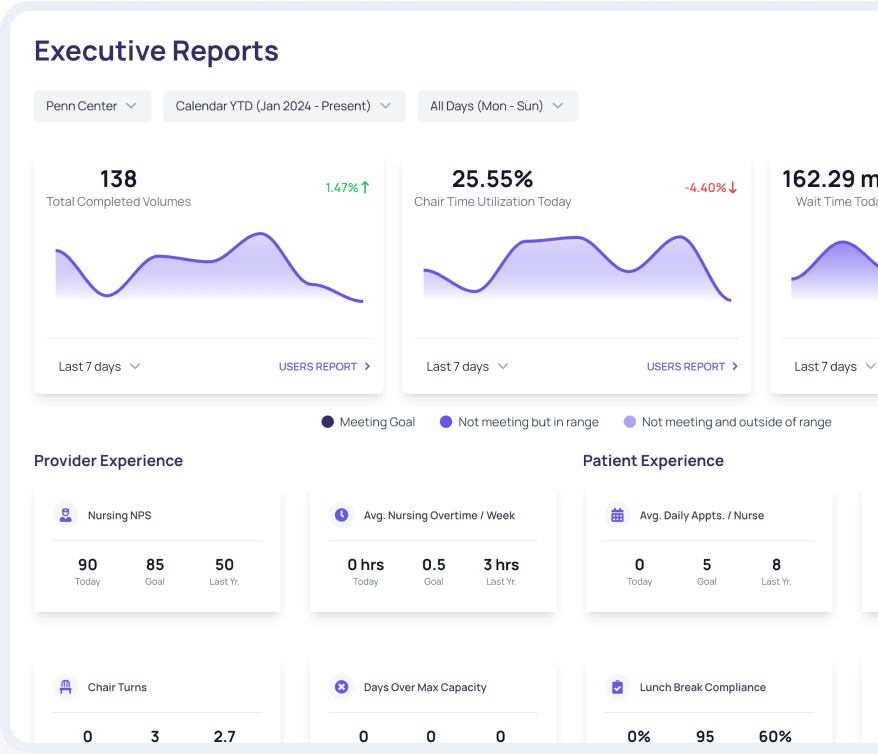 Executive Reports
Penn Center
Calendar YTD (Jan 2024 - Present)
All Days (Mon - Sun)
138
Total Completed Volumes
1.47%↑
25.55%
Chair Time Utilization Today
-4.40%↓
162.29 m
Wait Time Toda
Last 7 days
USERS REPORT >
Last 7 days
USERS REPORT >
Last 7 days
Meeting Goal
Not meeting but in range
Not meeting and outside of range
Provider Experience
Patient Experience
Nursing NPS
90 85 50
Today Goal Last Yr.
Avg. Nursing Overtime / Week
0 hrs 0.5 3 hrs
Today Goal Last Yr.
Avg. Daily Appts. / Nurse
0 5 8
Today Goal Last Yr.
Chair Turns
0 3 2.7
Days Over Max Capacity
0 0 0
Lunch Break Compliance
0% 95 60%